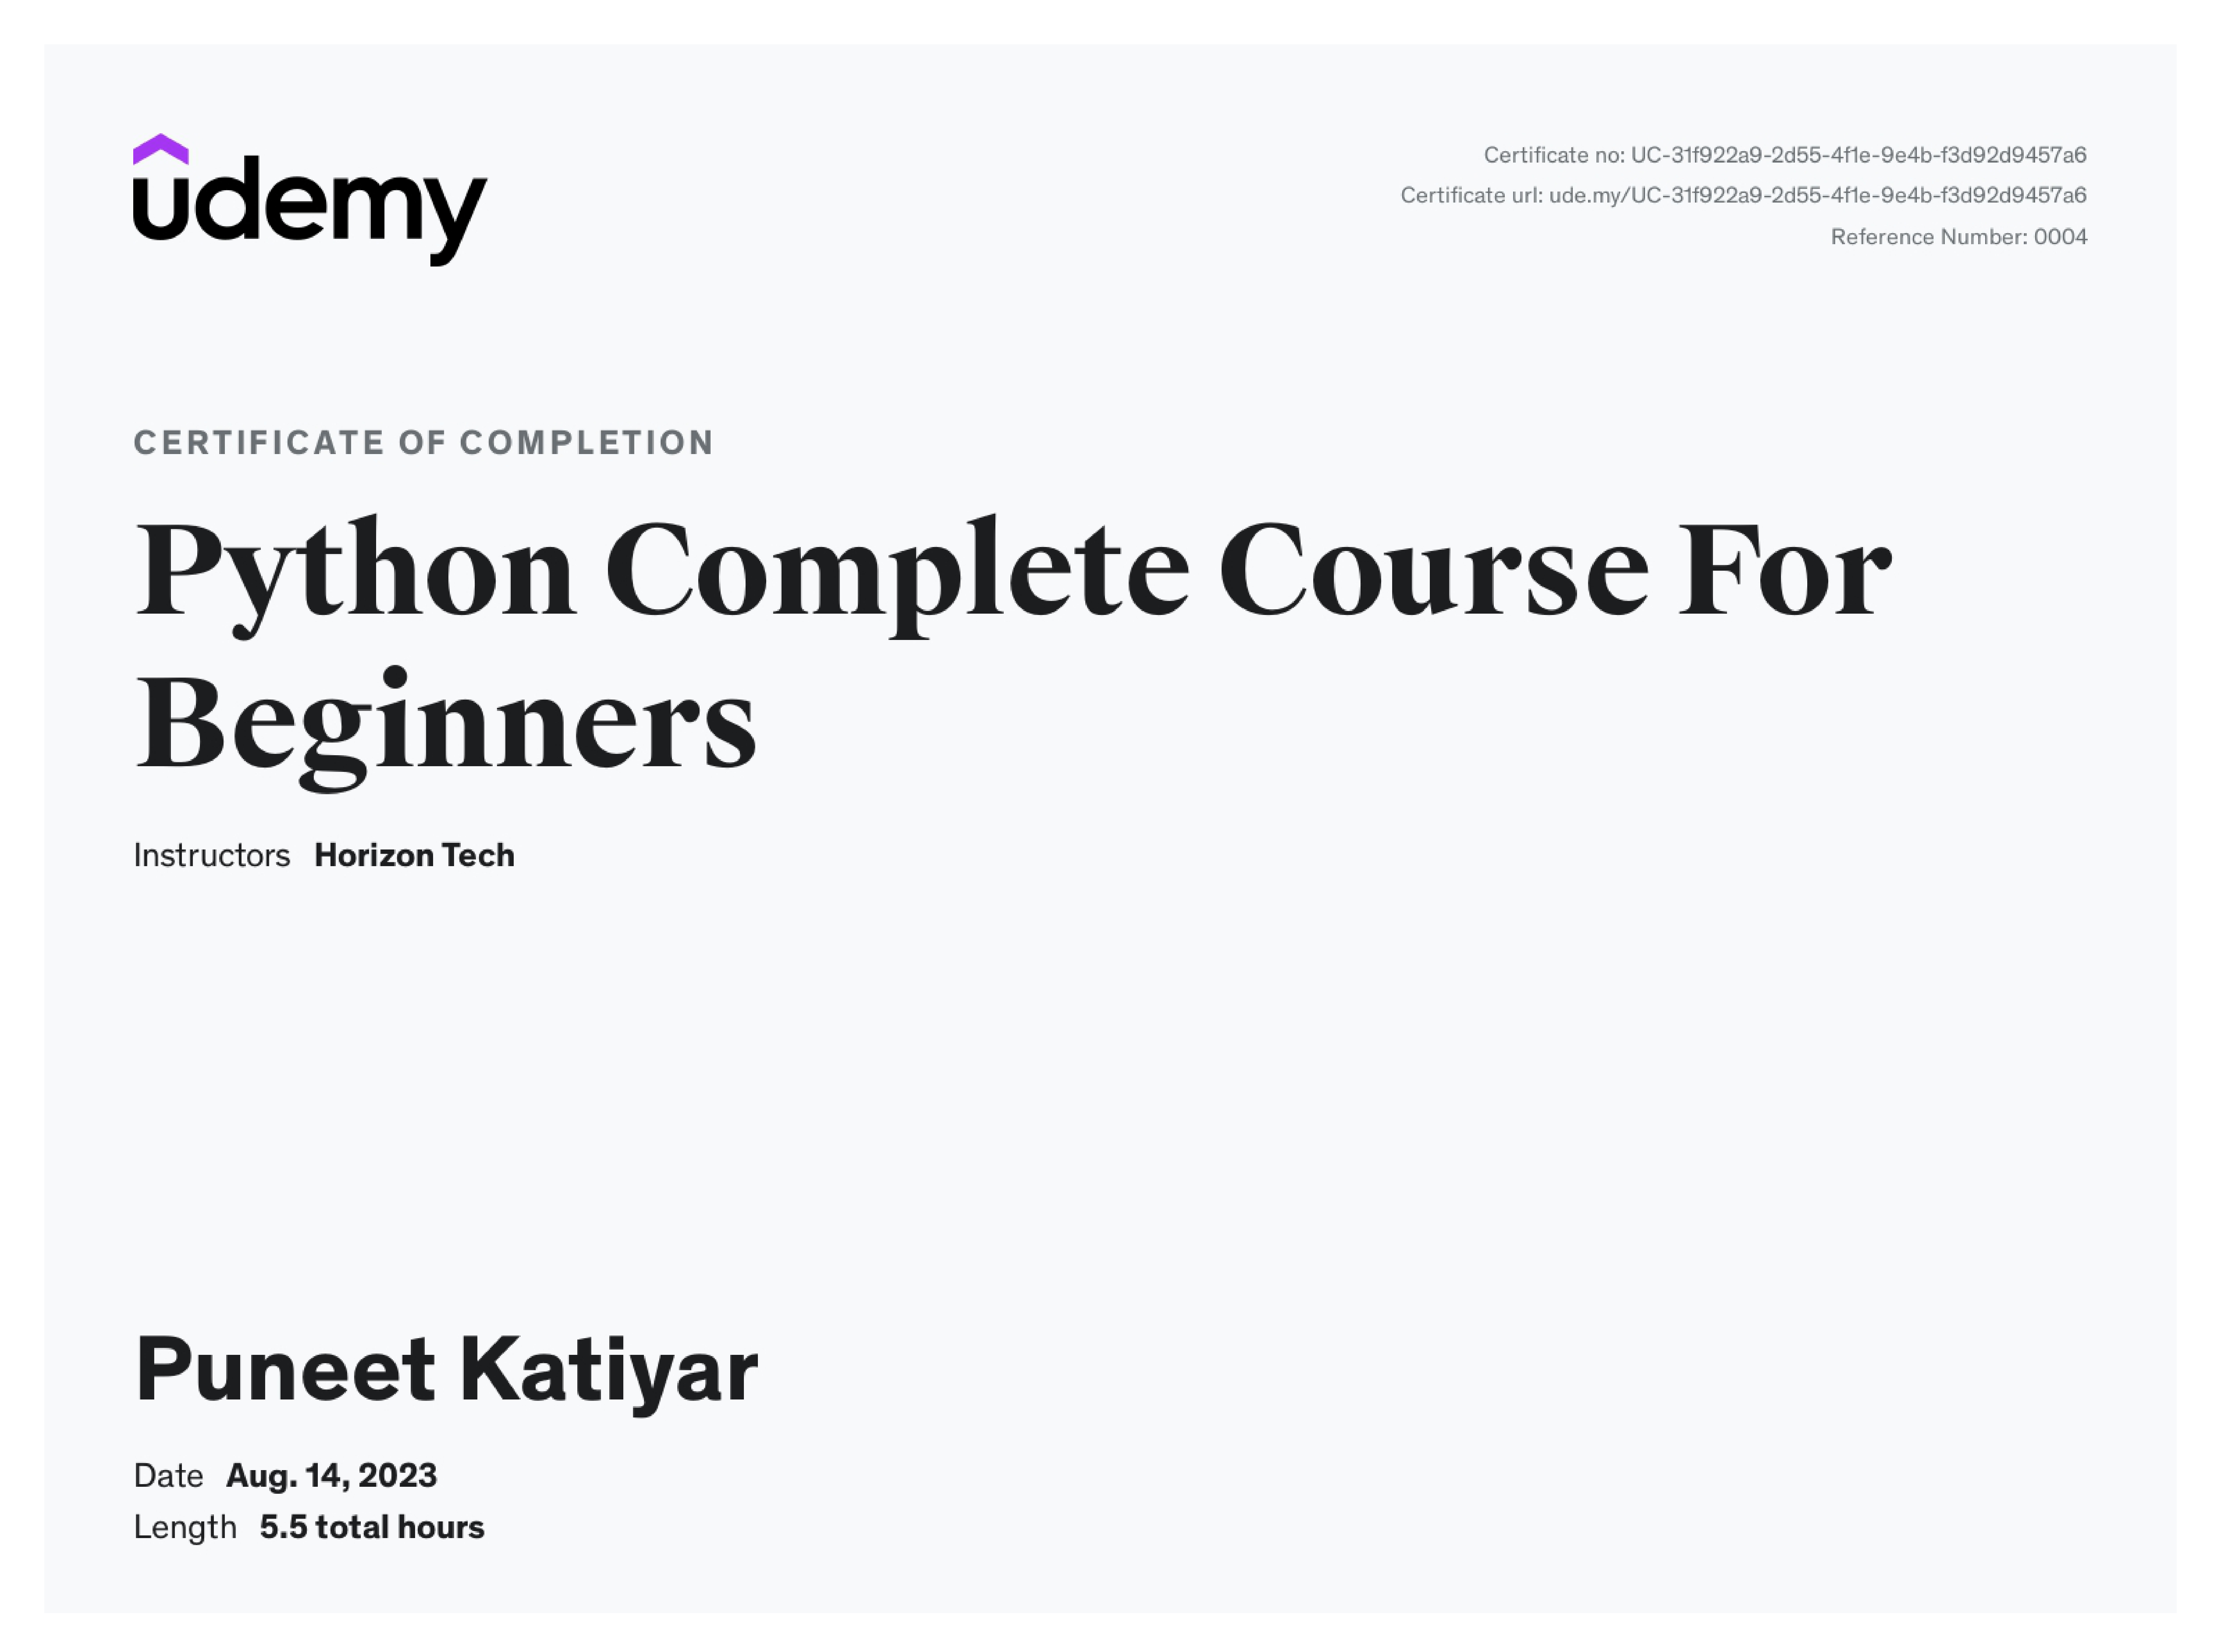 udemy
Certificate no: UC-31f922a9-2d55-4f1e-9e4b-f3d92d9457a6
Certificate url: ude.my/UC-31f922a9-2d55-4f1e-9e4b-f3d92d9457a6
Reference Number: 0004
CERTIFICATE OF COMPLETION
Python Complete Course For
Beginners
Instructors Horizon Tech
Puneet Katiyar
Date Aug. 14, 2023
Length 5.5 total hours